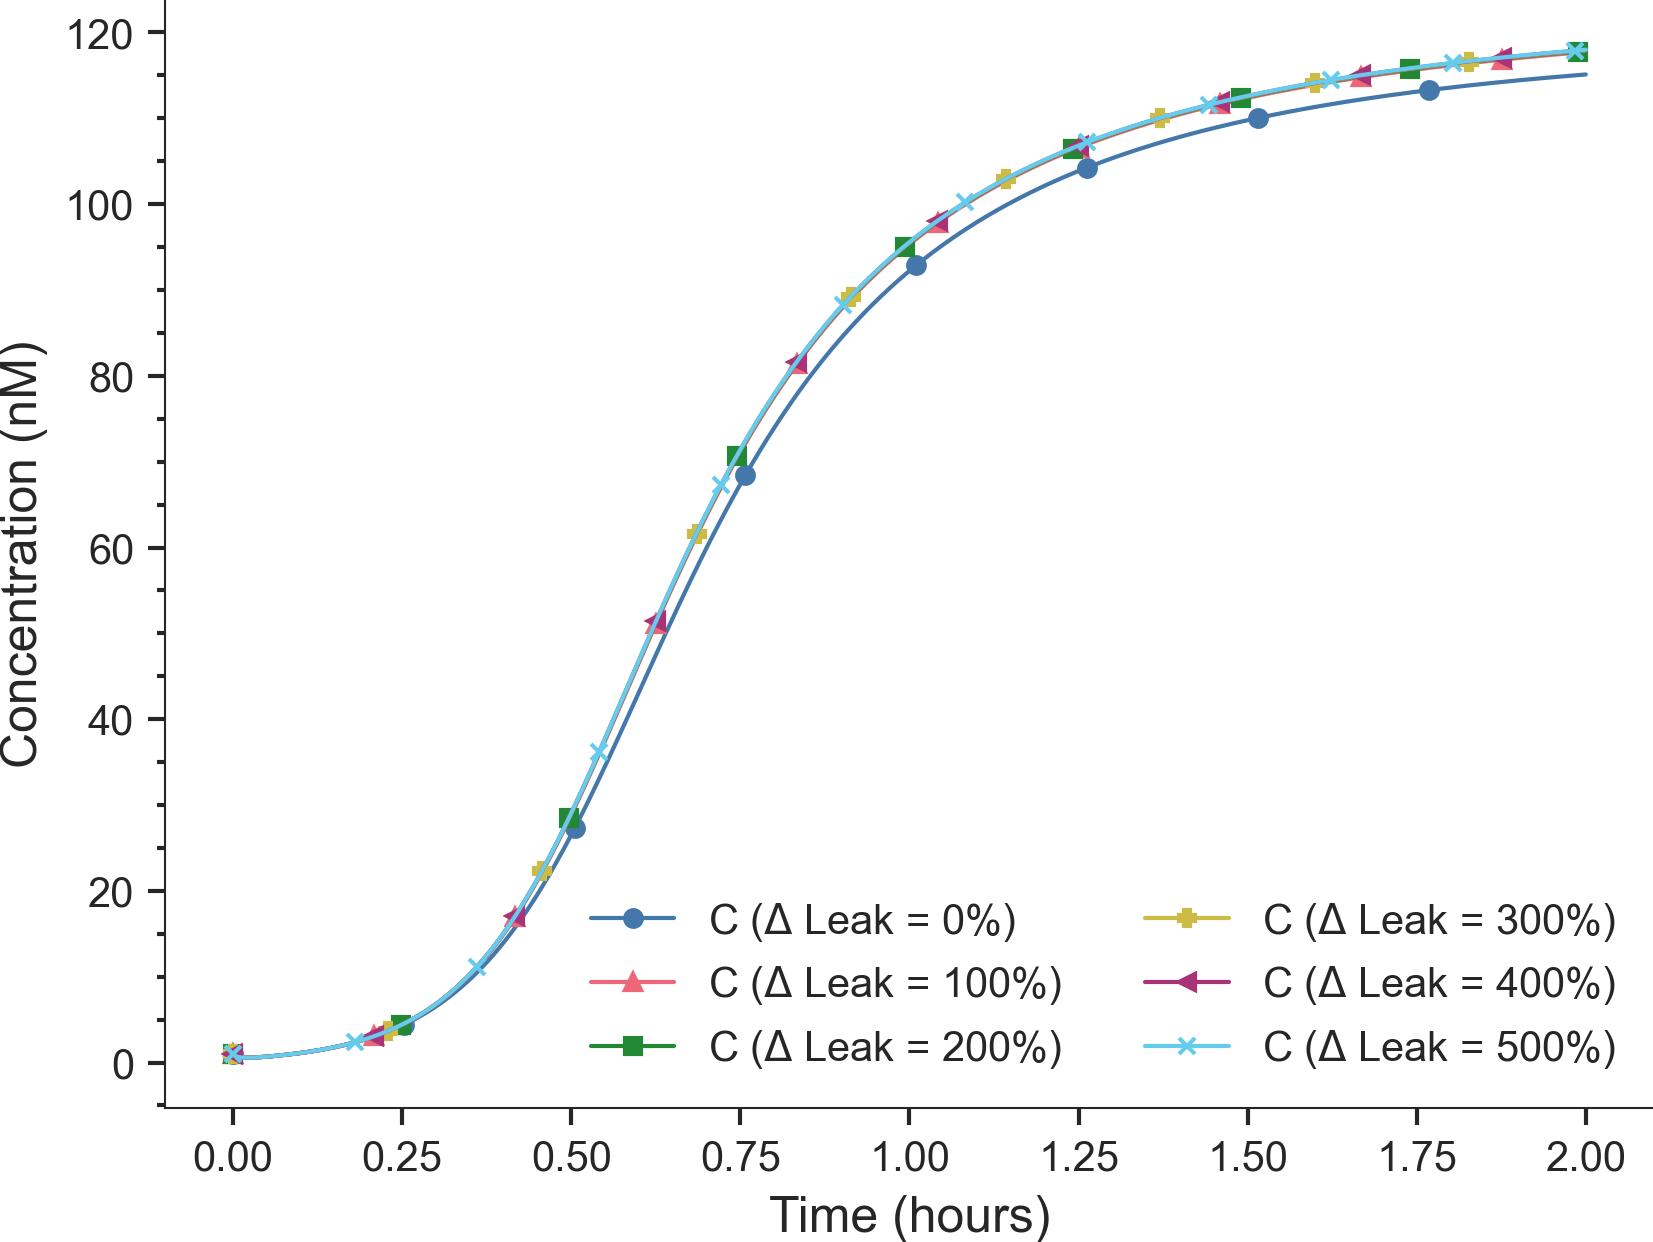 120
100
80
60
40
20
0
Concentration (nM)
C (Δ Leak = 0%)
C (Δ Leak = 100%)
C (Δ Leak = 200%)
C (Δ Leak = 300%)
C (Δ Leak = 400%)
C (Δ Leak = 500%)
0.00 0.25 0.50 0.75 1.00 1.25 1.50 1.75 2.00
Time (hours)